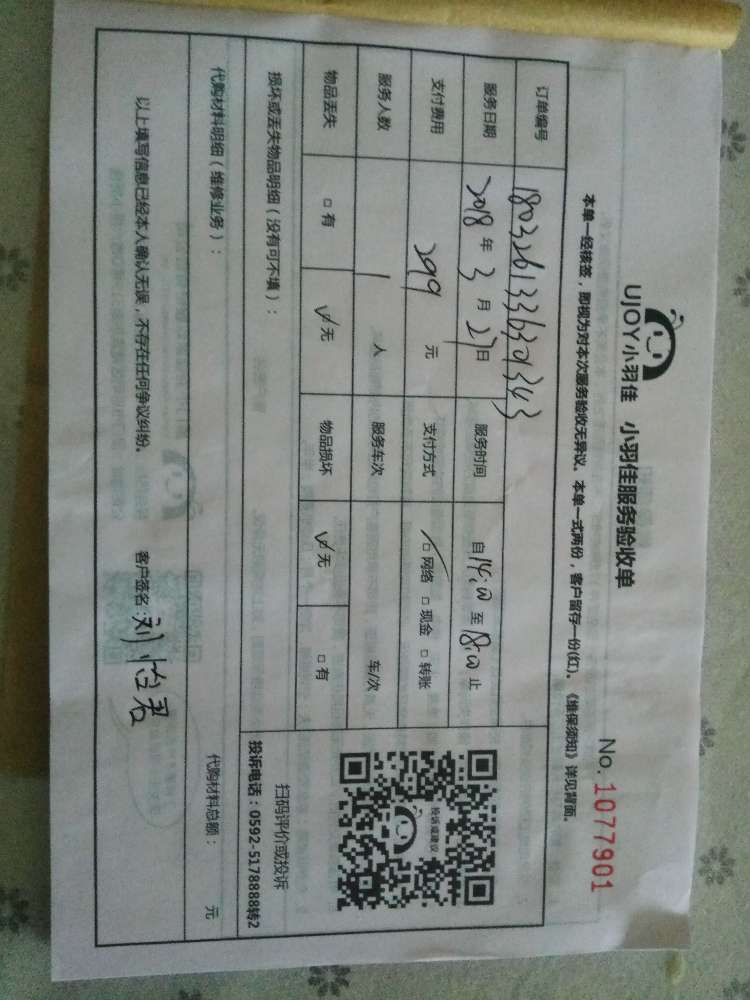 UJOY小羽佳 小羽佳服务验收单
No. 1077901
本单一经核签，即视为对本次服务验收无异议。本单一式两份，客户留存一份(红)。《维保须知》详见背面。
订单编号 1803261336301343
服务日期 2018年3月27日 服务时间 自14:00至18:00止
支付费用 299元 支付方式 ☑网络 □现金 □转账
服务人数 1人 服务车次 车/次
物品丢失 □有 ☑无 物品损坏 ☑无 □有
投诉或建议
扫码评价或投诉
投诉电话：0592-5178888转2
损坏或丢失物品明细（没有可不填）：
代购材料明细（维修业务）： 代购材料总额： 元
以上填写信息已经本人确认无误，不存在任何争议纠纷。 客户签名：刘怡君